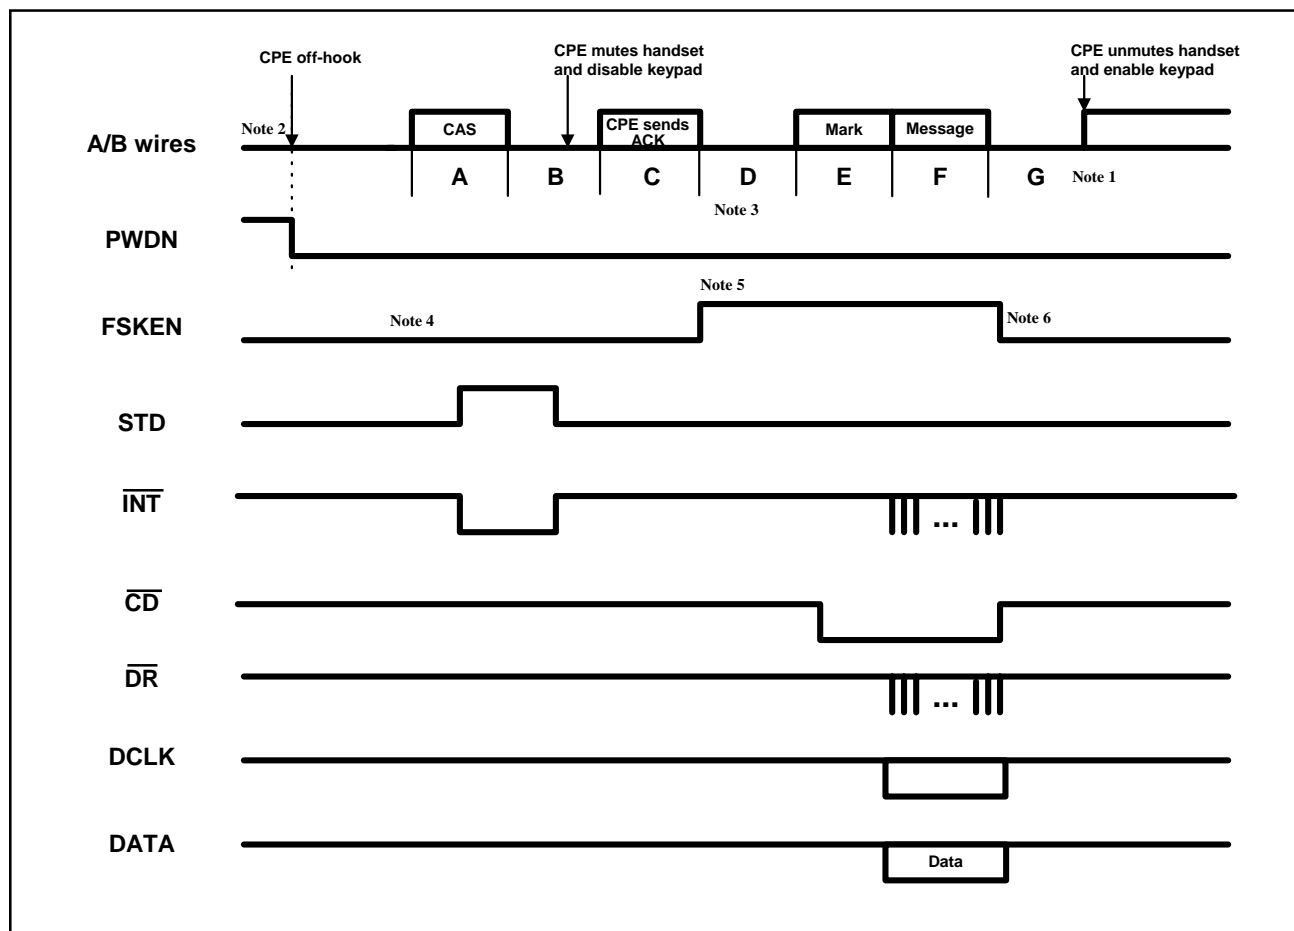 CPE off-hook
CPE mutes handset
and disable keypad
CPE unmutes handset
and enable keypad
Note 2
A/B wires
CAS
CPE sends
ACK
Mark
Message
A
B
C
D
E
F
G
Note 1
Note 3
PWDN
Note 5
FSKEN
Note 4
Note 6
STD
INT
...
CD
DR
...
DCLK
DATA
Data